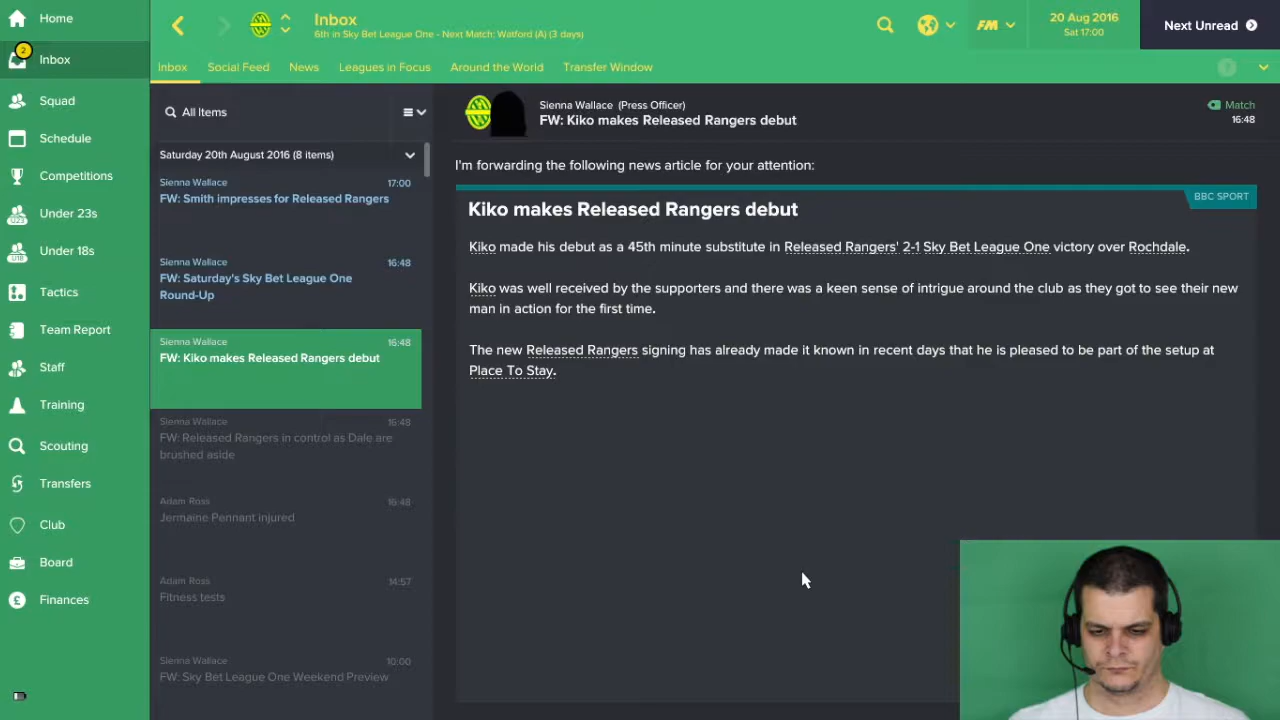 Home
2
Inbox
Squad
Schedule
Competitions
Under 23s
Under 18s
Tactics
Team Report
Staff
Training
Scouting
Transfers
Club
Board
Finances
Inbox
6th in Sky Bet League One - Next Match: Watford (A) (3 days)
FM
20 Aug 2016
Sat 17:00
Next Unread
Inbox Social Feed News Leagues in Focus Around the World Transfer Window
?
All Items
Saturday 20th August 2016 (8 items)
Sienna Wallace 17:00
FW: Smith impresses for Released Rangers
Sienna Wallace 16:48
FW: Saturday's Sky Bet League One
Round-Up
Sienna Wallace 16:48
FW: Kiko makes Released Rangers debut
Sienna Wallace 16:48
FW: Released Rangers in control as Dale are
brushed aside
Adam Ross 16:48
Jermaine Pennant injured
Adam Ross 14:57
Fitness tests
Sienna Wallace 10:00
FW: Sky Bet League One Weekend Preview
Sienna Wallace (Press Officer)
FW: Kiko makes Released Rangers debut
Match
16:48
I'm forwarding the following news article for your attention:
BBC SPORT
Kiko makes Released Rangers debut
Kiko made his debut as a 45th minute substitute in Released Rangers' 2-1 Sky Bet League One victory over Rochdale.
Kiko was well received by the supporters and there was a keen sense of intrigue around the club as they got to see their new
man in action for the first time.
The new Released Rangers signing has already made it known in recent days that he is pleased to be part of the setup at
Place To Stay.